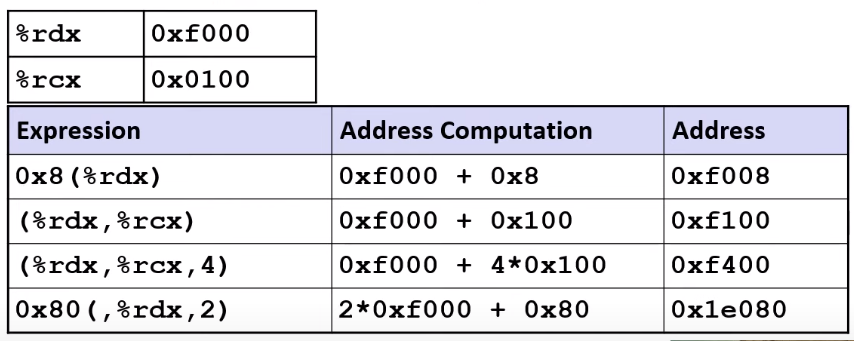 %rdx 0xf000
%rcx 0x0100
Expression Address Computation Address
0x8(%rdx) 0xf000 + 0x8 0xf008
(%rdx,%rcx) 0xf000 + 0x100 0xf100
(%rdx,%rcx,4) 0xf000 + 4*0x100 0xf400
0x80(,%rdx,2) 2*0xf000 + 0x80 0x1e080